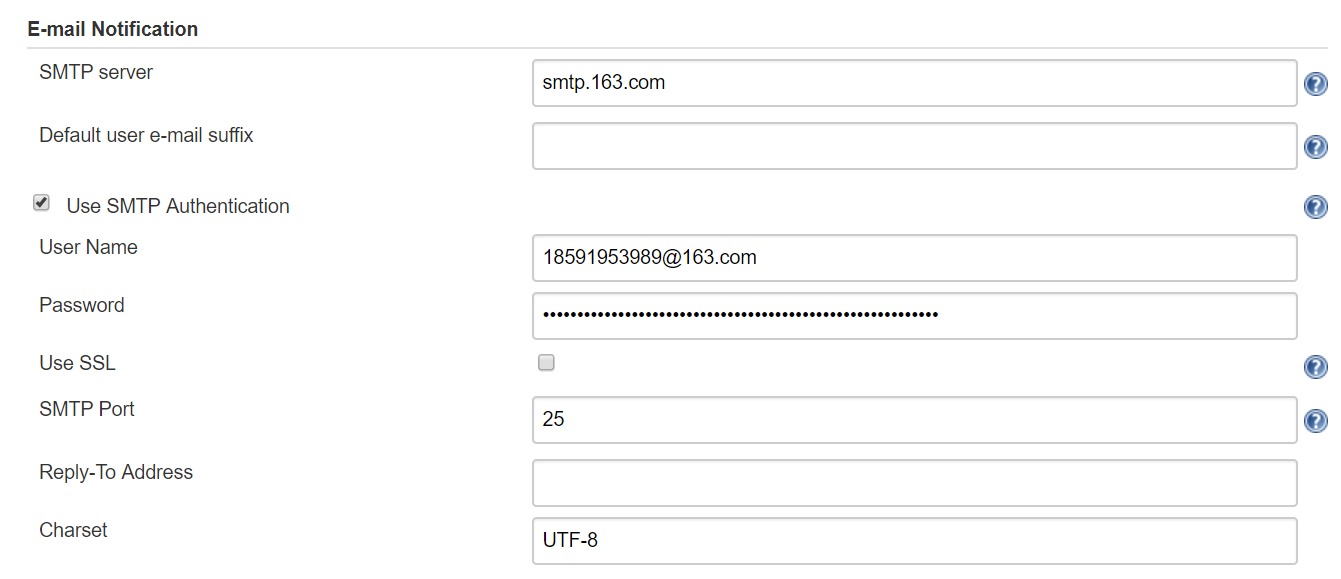 E-mail Notification
SMTP server
smtp.163.com
Default user e-mail suffix
Use SMTP Authentication
User Name
18591953989@163.com
Password
••••••••••••••••••••••••••••••••••••••••••••••••••••••••••
Use SSL
SMTP Port
25
Reply-To Address
Charset
UTF-8